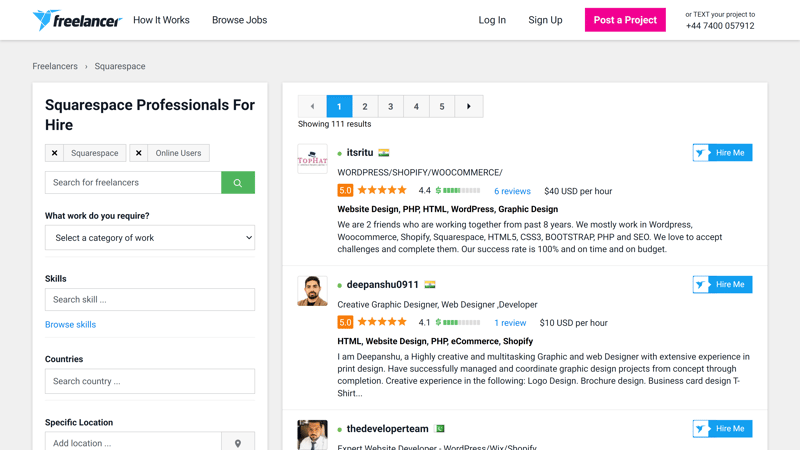 freelancer
How It Works
Browse Jobs
Log In
Sign Up
Post a Project
or TEXT your project to
+44 7400 057912
Freelancers › Squarespace
Squarespace Professionals For
Hire
Squarespace
Online Users
Search for freelancers
What work do you require?
Select a category of work
Skills
Search skill ...
Browse skills
Countries
Search country ...
Specific Location
Add location ...
1 2 3 4 5
Showing 111 results
TOPHAT
itsritu
Hire Me
WORDPRESS/SHOPIFY/WOOCOMMERCE/
5.0 4.4 $ 6 reviews $40 USD per hour
Website Design, PHP, HTML, WordPress, Graphic Design
We are 2 friends who are working together from past 8 years. We mostly work in Wordpress,
Woocommerce, Shopify, Squarespace, HTML5, CSS3, BOOTSTRAP, PHP and SEO. We love to accept
challenges and complete them. Our success rate is 100% and on time and on budget.
deepanshu0911
Hire Me
Creative Graphic Designer, Web Designer ,Developer
5.0 4.1 $ 1 review $10 USD per hour
HTML, Website Design, PHP, eCommerce, Shopify
I am Deepanshu, a Highly creative and multitasking Graphic and web Designer with extensive experience in
print design. Have successfully managed and coordinate graphic design projects from concept through
completion. Creative experience in the following: Logo Design. Brochure design. Business card design T-
Shirt...
thedeveloperteam
Hire Me
Expert Website Developer - WordPress/Wix/Shopify